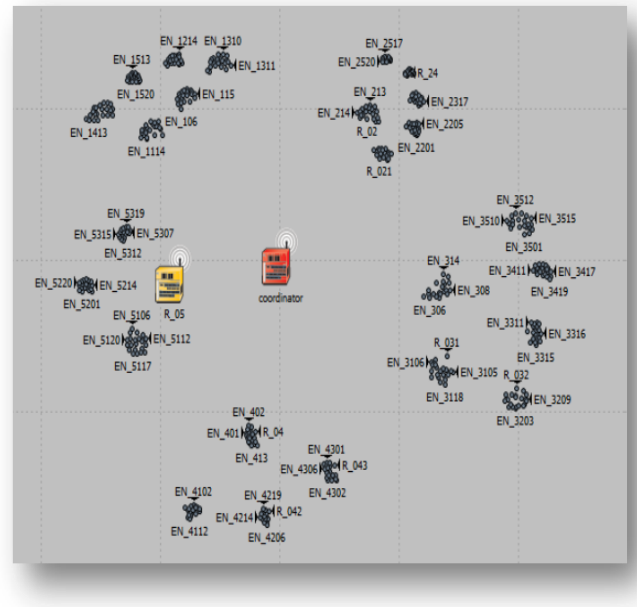 EN_1214 EN_1310
EN_1513 EN_1311
EN_1520 EN_115
EN_1413 EN_106
EN_1114
EN_2517
EN_2520 R_24
EN_213 EN_2317
EN_214 EN_2205
R_02 EN_2201
R_021
EN_5319
EN_5315 EN_5307
EN_5312
EN_5220 EN_5214
EN_5201
R_05
EN_5106
EN_5120 EN_5112
EN_5117
coordinator
EN_3512
EN_3510 EN_3515
EN_3501
EN_314 EN_3411 EN_3417
EN_308 EN_3419
EN_306
EN_3311 EN_3316
EN_3315
R_031
EN_3106 EN_3105
EN_3118
R_032
EN_3209
EN_3203
EN_402
EN_401 R_04
EN_413
EN_4301
EN_4306 R_043
EN_4302
EN_4102
EN_4112
EN_4219
EN_4214 R_042
EN_4206